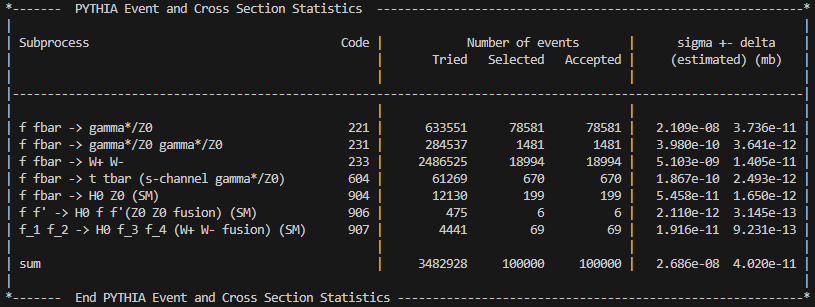 *------- PYTHIA Event and Cross Section Statistics -------------------------------------------------------------*
| |
| Subprocess Code | Number of events | sigma +- delta |
| | Tried Selected Accepted | (estimated) (mb) |
| | | |
|-----------------------------------------------------------------------------------------------------------------|
| | | |
| f fbar -> gamma*/Z0 221 | 633551 78581 78581 | 2.109e-08 3.736e-11 |
| f fbar -> gamma*/Z0 gamma*/Z0 231 | 284537 1481 1481 | 3.980e-10 3.641e-12 |
| f fbar -> W+ W- 233 | 2486525 18994 18994 | 5.103e-09 1.405e-11 |
| f fbar -> t tbar (s-channel gamma*/Z0) 604 | 61269 670 670 | 1.867e-10 2.493e-12 |
| f fbar -> H0 Z0 (SM) 904 | 12130 199 199 | 5.458e-11 1.650e-12 |
| f f' -> H0 f f'(Z0 Z0 fusion) (SM) 906 | 475 6 6 | 2.110e-12 3.145e-13 |
| f_1 f_2 -> H0 f_3 f_4 (W+ W- fusion) (SM) 907 | 4441 69 69 | 1.916e-11 9.231e-13 |
| | | |
| sum | 3482928 100000 100000 | 2.686e-08 4.020e-11 |
| |
*------- End PYTHIA Event and Cross Section Statistics ----------------------------------------------------------*